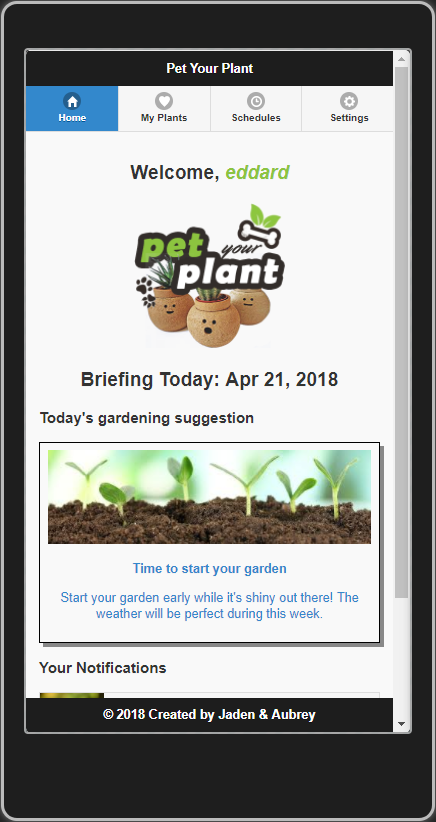 Pet Your Plant
Home
My Plants
Schedules
Settings
Welcome, eddard
pet your
plant
Briefing Today: Apr 21, 2018
Today's gardening suggestion
Time to start your garden
Start your garden early while it's shiny out there! The
weather will be perfect during this week.
Your Notifications
© 2018 Created by Jaden & Aubrey